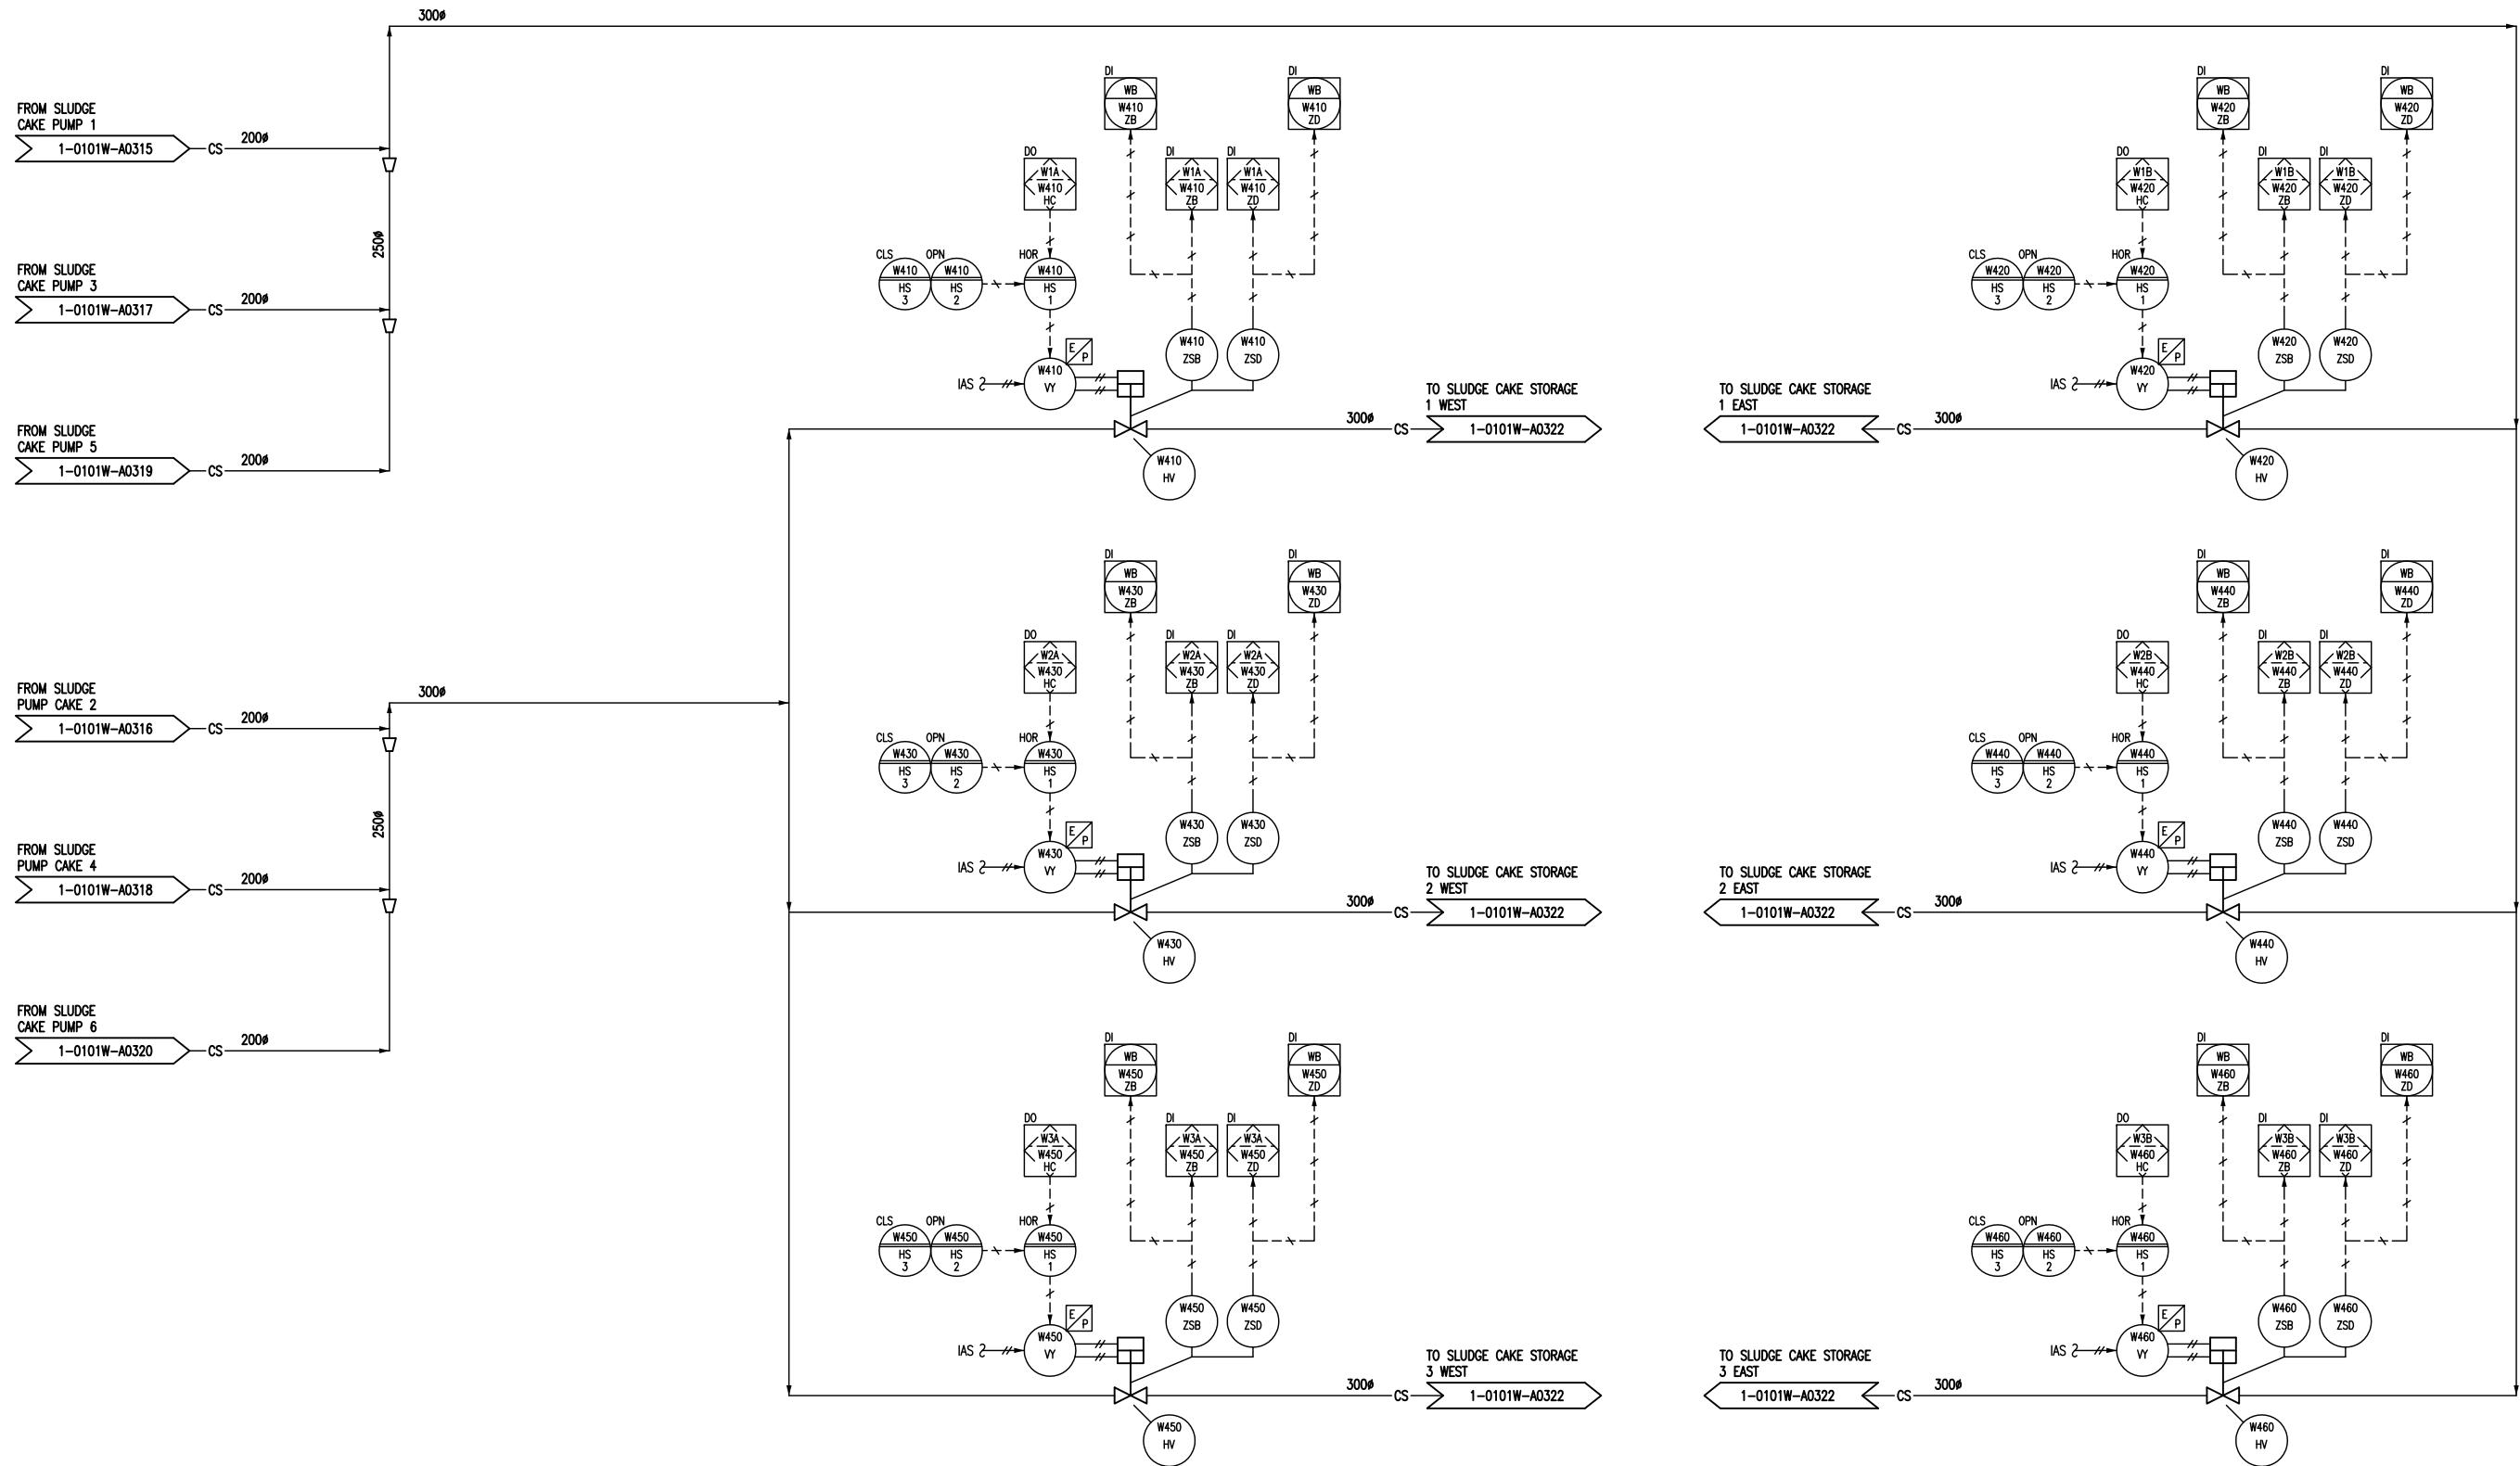 300ø
FROM SLUDGE
CAKE PUMP 1
1-0101W-A0315
CS
200ø
250ø
FROM SLUDGE
CAKE PUMP 3
1-0101W-A0317
CS
200ø
FROM SLUDGE
CAKE PUMP 5
1-0101W-A0319
CS
200ø
FROM SLUDGE
PUMP CAKE 2
1-0101W-A0316
CS
200ø
300ø
250ø
FROM SLUDGE
PUMP CAKE 4
1-0101W-A0318
CS
200ø
FROM SLUDGE
CAKE PUMP 6
1-0101W-A0320
CS
200ø
DI
WB
W410
ZB
DI
WB
W410
ZD
DO
W1A
W410
HC
DI
W1A
W410
ZB
DI
W1A
W410
ZD
CLS
W410
HS
3
OPN
W410
HS
2
HOR
W410
HS
1
E
P
IAS
W410
VY
W410
ZSB
W410
ZSD
W410
HV
300ø
CS
TO SLUDGE CAKE STORAGE
1 WEST
1-0101W-A0322
DI
WB
W420
ZB
DI
WB
W420
ZD
DO
W1B
W420
HC
DI
W1B
W420
ZB
DI
W1B
W420
ZD
CLS
W420
HS
3
OPN
W420
HS
2
HOR
W420
HS
1
E
P
IAS
W420
VY
W420
ZSB
W420
ZSD
W420
HV
TO SLUDGE CAKE STORAGE
1 EAST
1-0101W-A0322
CS
300ø
DI
WB
W430
ZB
DI
WB
W430
ZD
DO
W2A
W430
HC
DI
W2A
W430
ZB
DI
W2A
W430
ZD
CLS
W430
HS
3
OPN
W430
HS
2
HOR
W430
HS
1
E
P
IAS
W430
VY
W430
ZSB
W430
ZSD
W430
HV
300ø
CS
TO SLUDGE CAKE STORAGE
2 WEST
1-0101W-A0322
DI
WB
W440
ZB
DI
WB
W440
ZD
DO
W2B
W440
HC
DI
W2B
W440
ZB
DI
W2B
W440
ZD
CLS
W440
HS
3
OPN
W440
HS
2
HOR
W440
HS
1
E
P
IAS
W440
VY
W440
ZSB
W440
ZSD
W440
HV
TO SLUDGE CAKE STORAGE
2 EAST
1-0101W-A0322
CS
300ø
DI
WB
W450
ZB
DI
WB
W450
ZD
DO
W3A
W450
HC
DI
W3A
W450
ZB
DI
W3A
W450
ZD
CLS
W450
HS
3
OPN
W450
HS
2
HOR
W450
HS
1
E
P
IAS
W450
VY
W450
ZSB
W450
ZSD
W450
HV
300ø
CS
TO SLUDGE CAKE STORAGE
3 WEST
1-0101W-A0322
DI
WB
W460
ZB
DI
WB
W460
ZD
DO
W3B
W460
HC
DI
W3B
W460
ZB
DI
W3B
W460
ZD
CLS
W460
HS
3
OPN
W460
HS
2
HOR
W460
HS
1
E
P
IAS
W460
VY
W460
ZSB
W460
ZSD
W460
HV
TO SLUDGE CAKE STORAGE
3 EAST
1-0101W-A0322
CS
300ø